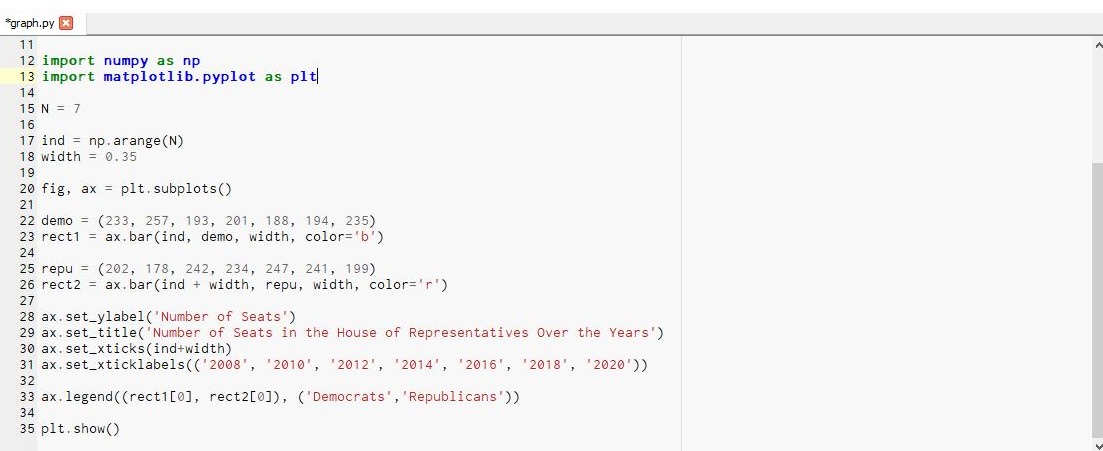 *graph.py
11
12 import numpy as np
13 import matplotlib.pyplot as plt
14
15 N = 7
16
17 ind = np.arange(N)
18 width = 0.35
19
20 fig, ax = plt.subplots()
21
22 demo = (233, 257, 193, 201, 188, 194, 235)
23 rect1 = ax.bar(ind, demo, width, color='b')
24
25 repu = (202, 178, 242, 234, 247, 241, 199)
26 rect2 = ax.bar(ind + width, repu, width, color='r')
27
28 ax.set_ylabel('Number of Seats')
29 ax.set_title('Number of Seats in the House of Representatives Over the Years')
30 ax.set_xticks(ind+width)
31 ax.set_xticklabels(('2008', '2010', '2012', '2014', '2016', '2018', '2020'))
32
33 ax.legend((rect1[0], rect2[0]), ('Democrats','Republicans'))
34
35 plt.show()